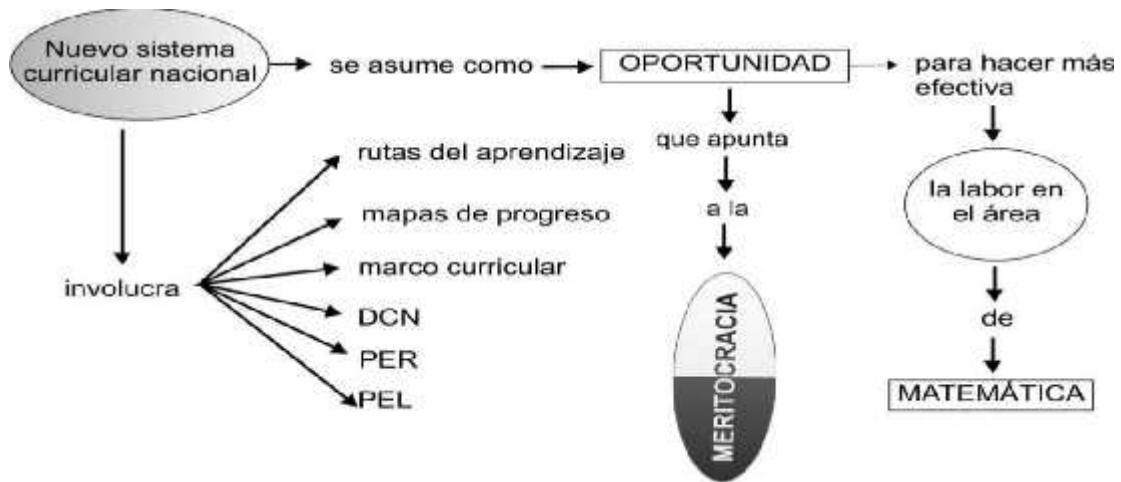 Nuevo sistema
curricular nacional
se asume como
OPORTUNIDAD
para hacer más
efectiva
que apunta
a la
MERITOCRACIA
la labor en
el área
de
MATEMÁTICA
involucra
rutas del aprendizaje
mapas de progreso
marco curricular
DCN
PER
PEL